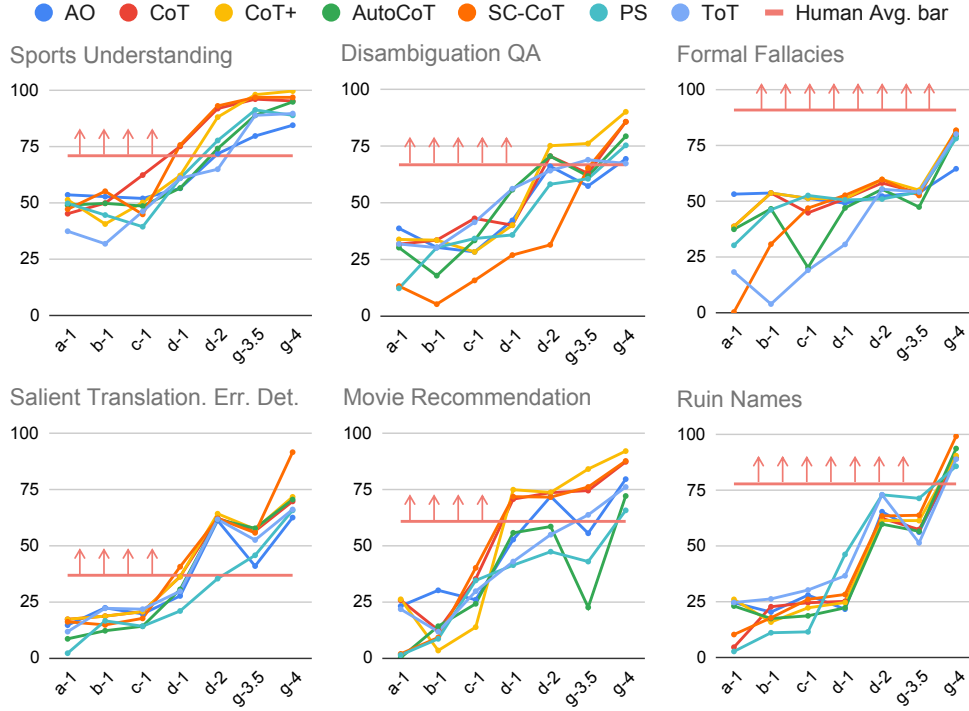 AO CoT CoT+ AutoCoT SC-CoT PS ToT Human Avg. bar
Sports Understanding
100
75
50
25
0
a-1 b-1 c-1 d-1 d-2 g-3.5 g-4
Disambiguation QA
100
75
50
25
0
a-1 b-1 c-1 d-1 d-2 g-3.5 g-4
Formal Fallacies
100
75
50
25
0
a-1 b-1 c-1 d-1 d-2 g-3.5 g-4
Salient Translation. Err. Det.
100
75
50
25
0
a-1 b-1 c-1 d-1 d-2 g-3.5 g-4
Movie Recommendation
100
75
50
25
0
a-1 b-1 c-1 d-1 d-2 g-3.5 g-4
Ruin Names
100
75
50
25
0
a-1 b-1 c-1 d-1 d-2 g-3.5 g-4